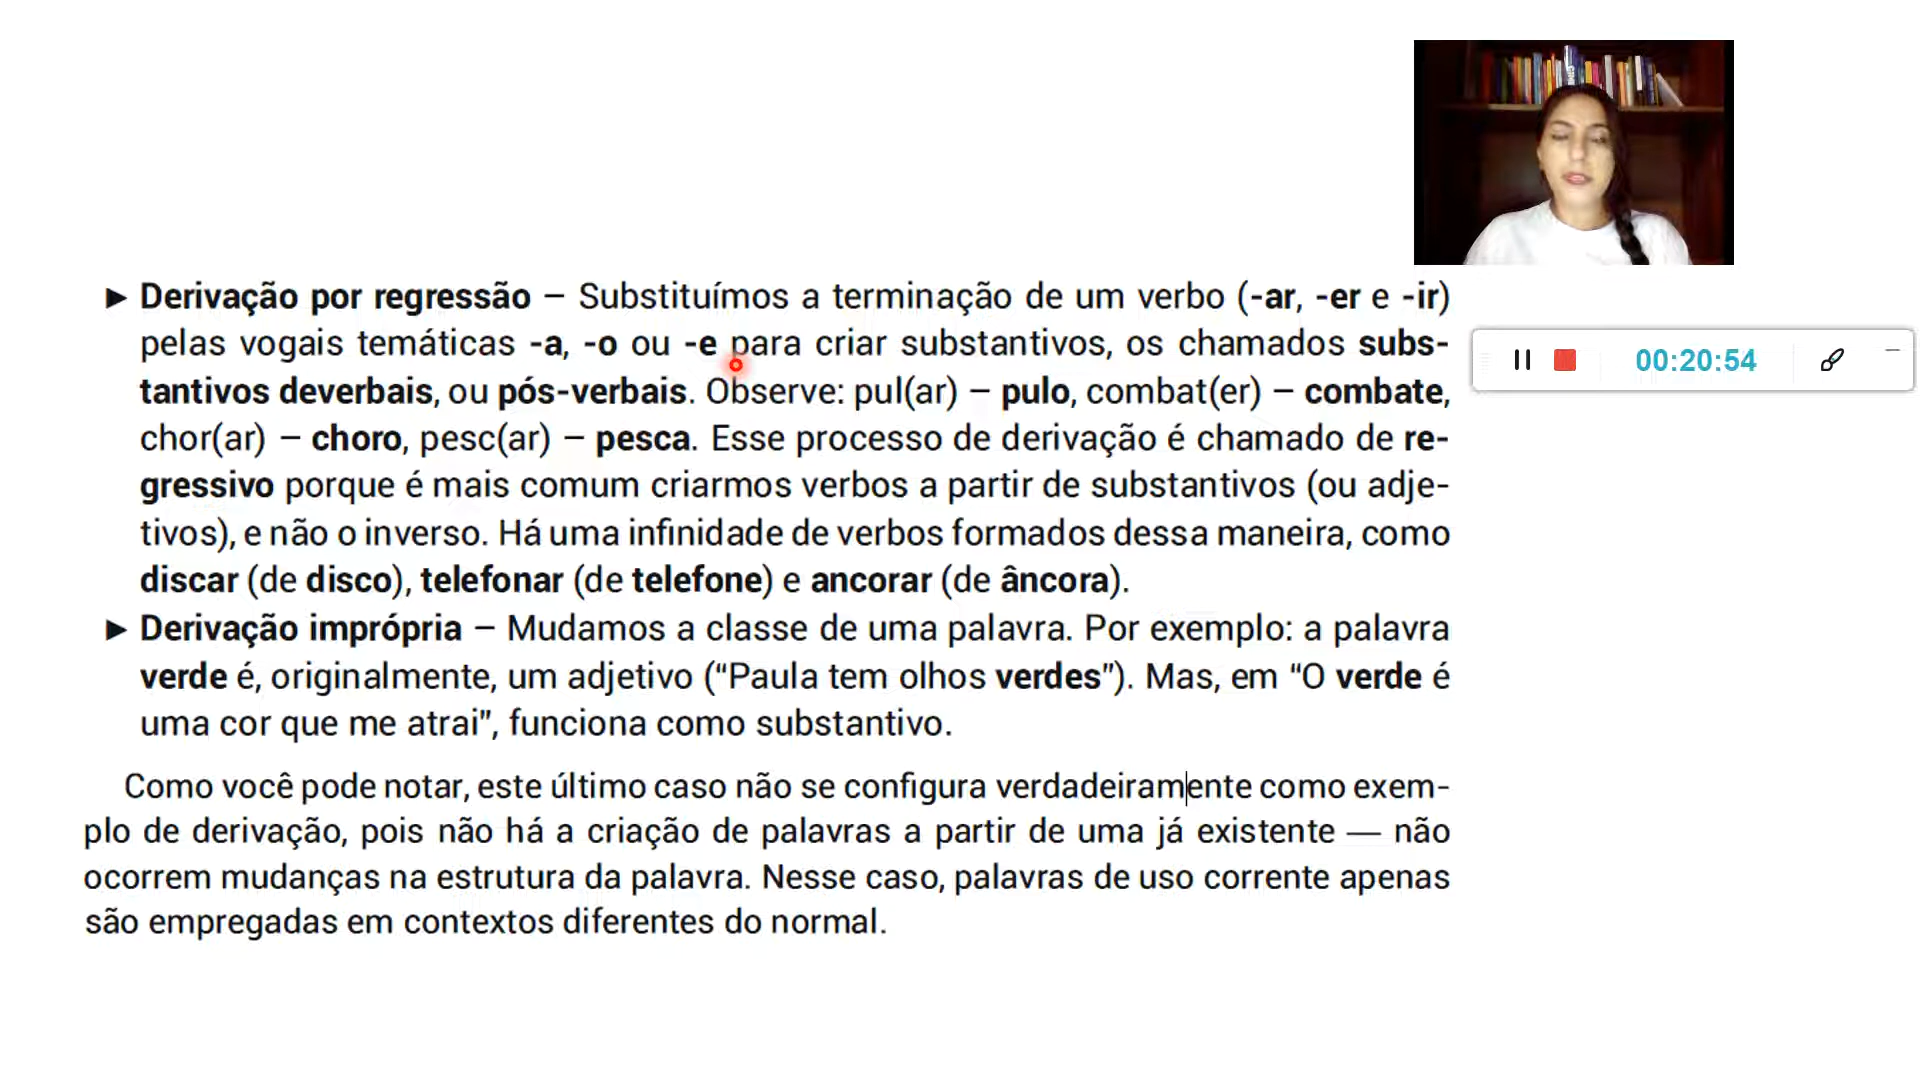 ► Derivação por regressão – Substituímos a terminação de um verbo (-ar, -er e -ir)
pelas vogais temáticas -a, -o ou -e para criar substantivos, os chamados subs-
tantivos deverbais, ou pós-verbais. Observe: pul(ar) – pulo, combat(er) – combate,
chor(ar) – choro, pesc(ar) – pesca. Esse processo de derivação é chamado de re-
gressivo porque é mais comum criarmos verbos a partir de substantivos (ou adje-
tivos), e não o inverso. Há uma infinidade de verbos formados dessa maneira, como
discar (de disco), telefonar (de telefone) e ancorar (de âncora).
► Derivação imprópria – Mudamos a classe de uma palavra. Por exemplo: a palavra
verde é, originalmente, um adjetivo (“Paula tem olhos verdes”). Mas, em “O verde é
uma cor que me atrai”, funciona como substantivo.
Como você pode notar, este último caso não se configura verdadeiramente como exem-
plo de derivação, pois não há a criação de palavras a partir de uma já existente — não
ocorrem mudanças na estrutura da palavra. Nesse caso, palavras de uso corrente apenas
são empregadas em contextos diferentes do normal.
00:20:54